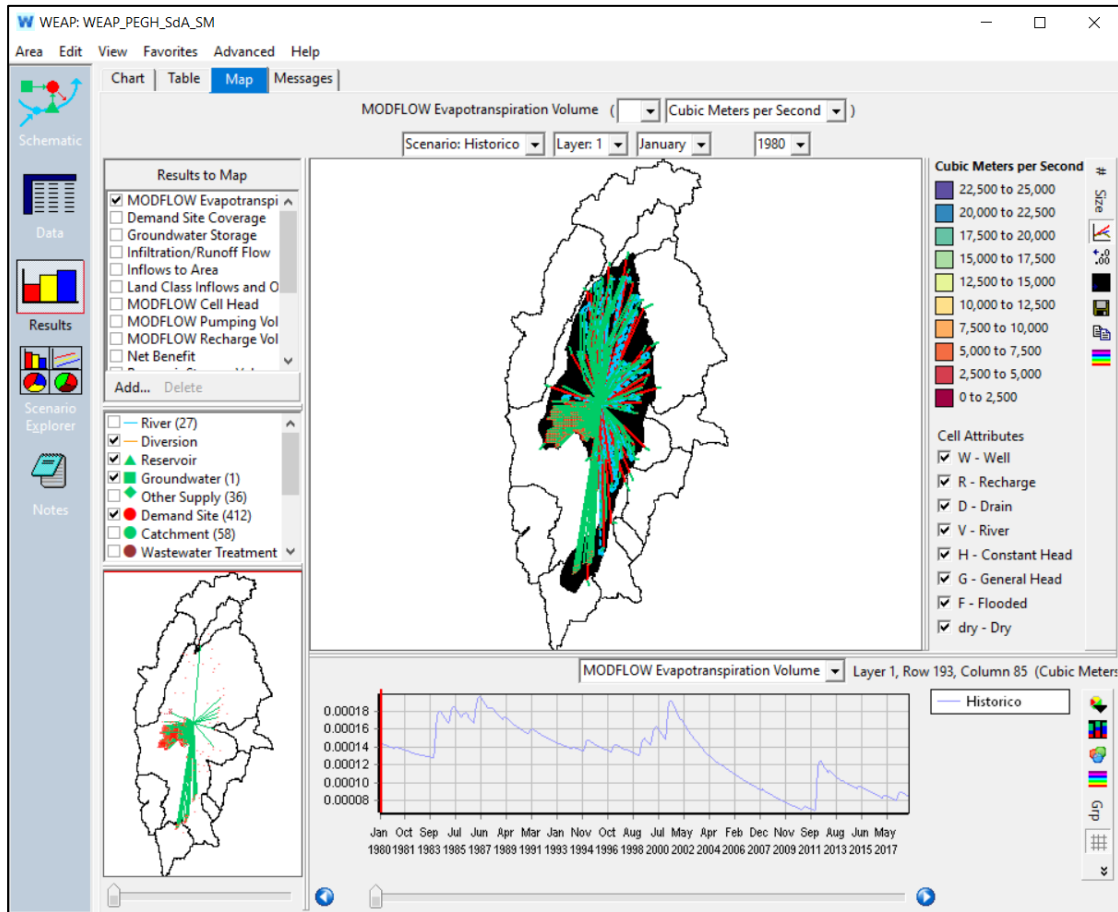 WEAP: WEAP_PEGH_SdA_SM
Area Edit View Favorites Advanced Help
Schematic
Data
Results
Scenario
Explorer
Notes
Chart Table Map Messages
MODFLOW Evapotranspiration Volume ( Cubic Meters per Second )
Scenario: Historico Layer: 1 January 1980
Results to Map
MODFLOW Evapotranspi
Demand Site Coverage
Groundwater Storage
Infiltration/Runoff Flow
Inflows to Area
Land Class Inflows and O
MODFLOW Cell Head
MODFLOW Pumping Vol
MODFLOW Recharge Vol
Net Benefit
Add... Delete
River (27)
Diversion
Reservoir
Groundwater (1)
Other Supply (36)
Demand Site (412)
Catchment (58)
Wastewater Treatment
Cubic Meters per Second
22,500 to 25,000
20,000 to 22,500
17,500 to 20,000
15,000 to 17,500
12,500 to 15,000
10,000 to 12,500
7,500 to 10,000
5,000 to 7,500
2,500 to 5,000
0 to 2,500
Cell Attributes
W - Well
R - Recharge
D - Drain
V - River
H - Constant Head
G - General Head
F - Flooded
dry - Dry
#
Size
MODFLOW Evapotranspiration Volume Layer 1, Row 193, Column 85 (Cubic Meters
0.00018
0.00016
0.00014
0.00012
0.00010
0.00008
Jan Oct Sep Jul Jun Apr Mar Jan Nov Oct Aug Jul May Apr Feb Dec Nov Sep Aug Jun May
1980 1981 1983 1985 1987 1989 1991 1993 1994 1996 1998 2000 2002 2004 2006 2007 2009 2011 2013 2015 2017
Historico
Grp